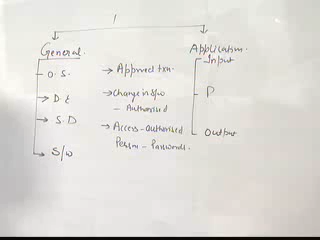 General.
Application.
Input
O.S. → Approved txn.
D.E → Change in S/w
P
- Authorised
S.D → Access - authorised
Output
Person - Passwords.
S/w